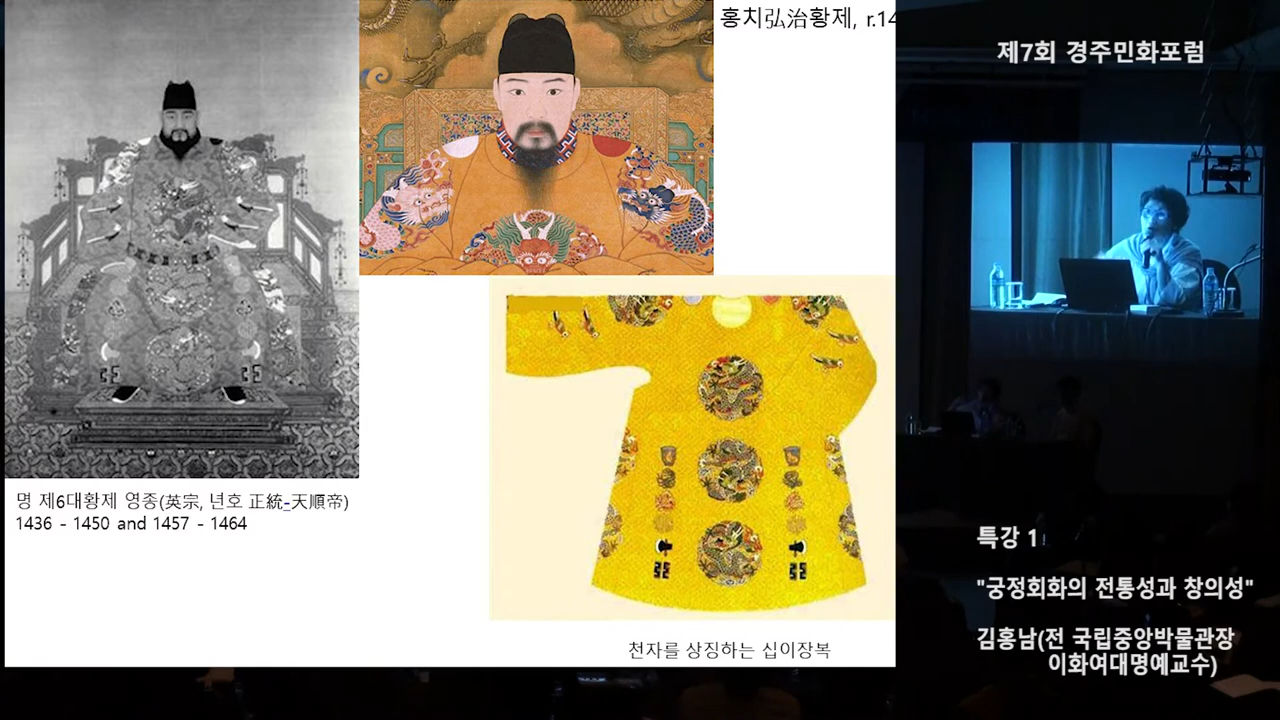 홍치弘治황제, r.14
명 제6대황제 영종(英宗, 년호 正統-天順帝)
1436 - 1450 and 1457 - 1464
천자를 상징하는 십이장복
제7회 경주민화포럼
특강 1
"궁정회화의 전통성과 창의성"
김홍남(전 국립중앙박물관장
이화여대명예교수)